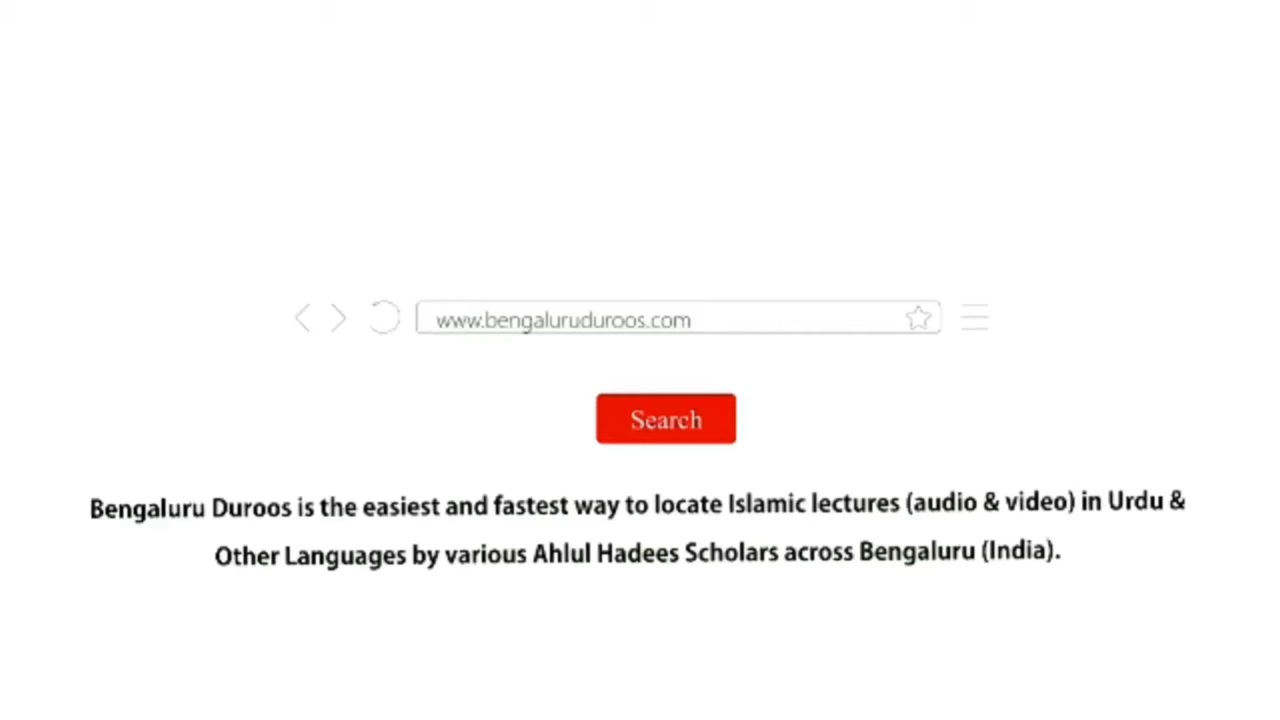 www.bengaluruduroos.com
Search
Bengaluru Duroos is the easiest and fastest way to locate Islamic lectures (audio & video) in Urdu &
Other Languages by various Ahlul Hadees Scholars across Bengaluru (India).